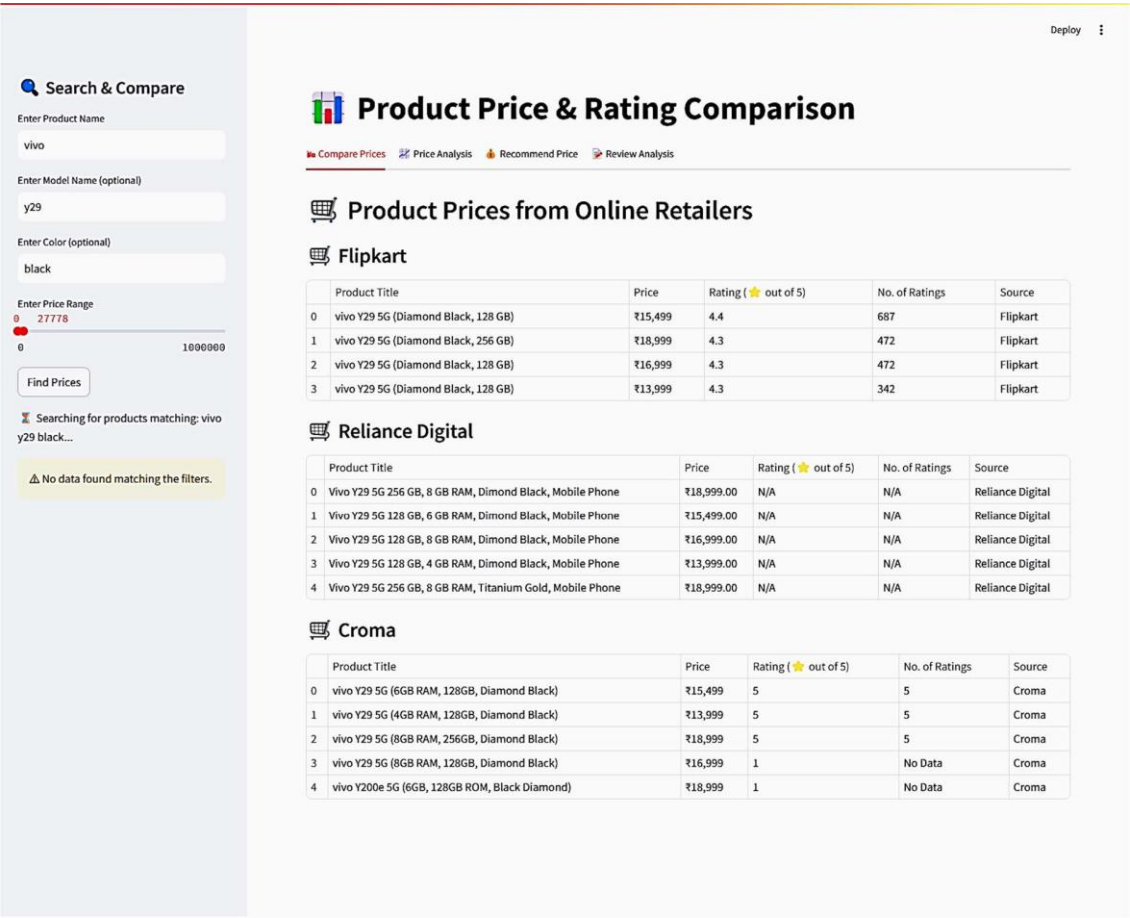 Deploy
Search & Compare
Enter Product Name
vivo
Enter Model Name (optional)
y29
Enter Color (optional)
black
Enter Price Range
0 27778
0 1000000
Find Prices
Searching for products matching: vivo
y29 black...
No data found matching the filters.
Product Price & Rating Comparison
Compare Prices Price Analysis Recommend Price Review Analysis
Product Prices from Online Retailers
Flipkart
Product Title Price Rating (⭐ out of 5) No. of Ratings Source
0 vivo Y29 5G (Diamond Black, 128 GB) ₹15,499 4.4 687 Flipkart
1 vivo Y29 5G (Diamond Black, 256 GB) ₹18,999 4.3 472 Flipkart
2 vivo Y29 5G (Diamond Black, 128 GB) ₹16,999 4.3 472 Flipkart
3 vivo Y29 5G (Diamond Black, 128 GB) ₹13,999 4.3 342 Flipkart
Reliance Digital
Product Title Price Rating (⭐ out of 5) No. of Ratings Source
0 Vivo Y29 5G 256 GB, 8 GB RAM, Dimond Black, Mobile Phone ₹18,999.00 N/A N/A Reliance Digital
1 Vivo Y29 5G 128 GB, 6 GB RAM, Dimond Black, Mobile Phone ₹15,499.00 N/A N/A Reliance Digital
2 Vivo Y29 5G 128 GB, 8 GB RAM, Dimond Black, Mobile Phone ₹16,999.00 N/A N/A Reliance Digital
3 Vivo Y29 5G 128 GB, 4 GB RAM, Dimond Black, Mobile Phone ₹13,999.00 N/A N/A Reliance Digital
4 Vivo Y29 5G 256 GB, 8 GB RAM, Titanium Gold, Mobile Phone ₹18,999.00 N/A N/A Reliance Digital
Croma
Product Title Price Rating (⭐ out of 5) No. of Ratings Source
0 vivo Y29 5G (6GB RAM, 128GB, Diamond Black) ₹15,499 5 5 Croma
1 vivo Y29 5G (4GB RAM, 128GB, Diamond Black) ₹13,999 5 5 Croma
2 vivo Y29 5G (8GB RAM, 256GB, Diamond Black) ₹18,999 5 5 Croma
3 vivo Y29 5G (8GB RAM, 128GB, Diamond Black) ₹16,999 1 No Data Croma
4 vivo Y200e 5G (6GB, 128GB ROM, Black Diamond) ₹18,999 1 No Data Croma